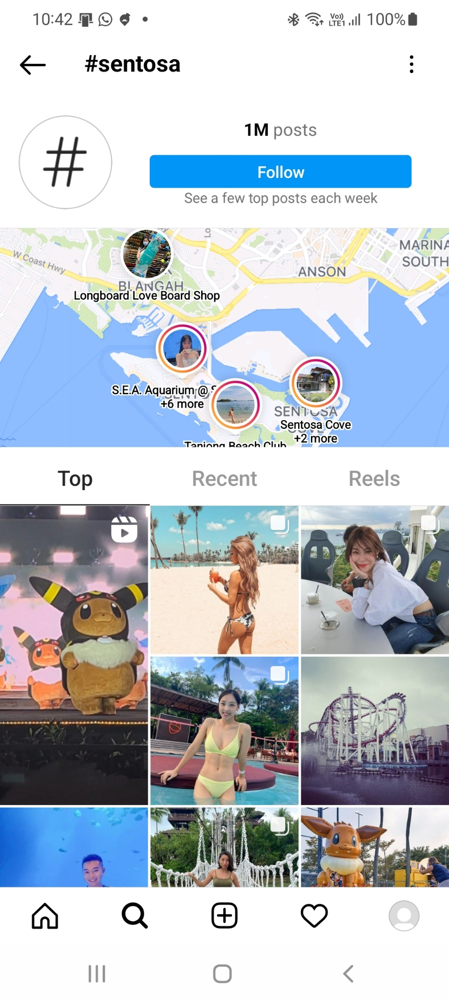 10:42
Vo))
LTE1
100%
#sentosa
1M posts
Follow
See a few top posts each week
W Coast Hwy
MARINA
SOUTH
ANSON
BLANGAH
Longboard Love Board Shop
S.E.A. Aquarium @
+6 more
SENTOSA
Sentosa Cove
+2 more
Tanjong Beach Club
Top
Recent
Reels